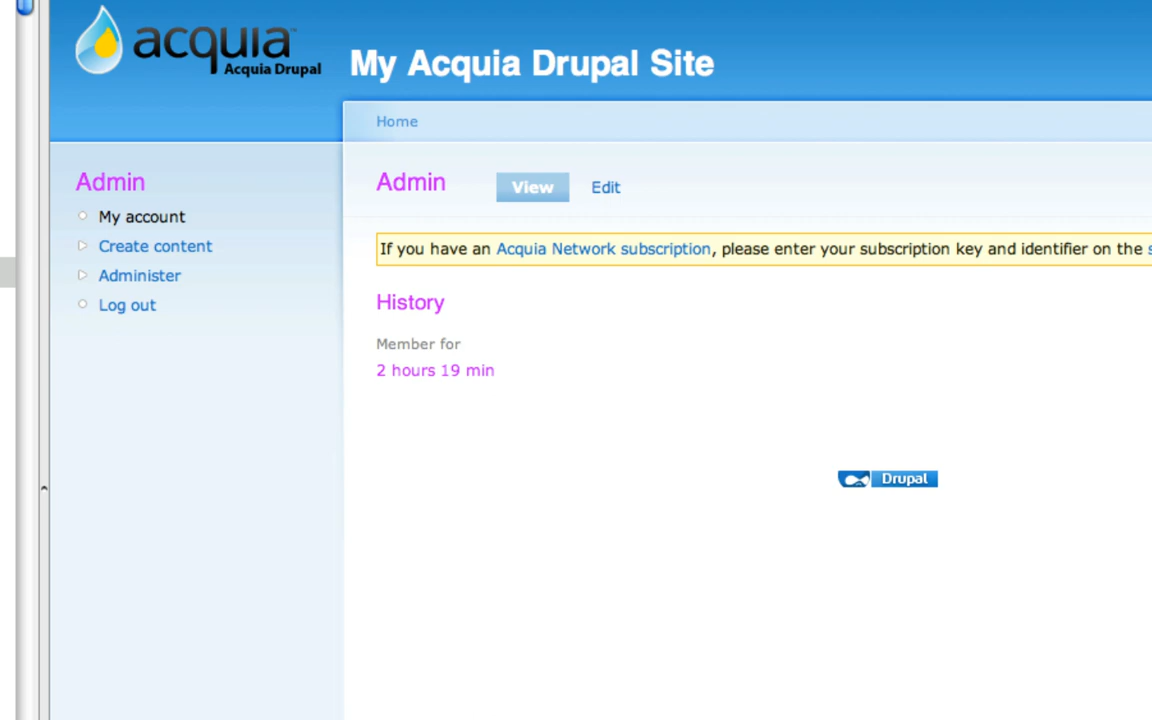 acquia™
Acquia Drupal
My Acquia Drupal Site
Home
Admin
My account
Create content
Administer
Log out
Admin
View
Edit
If you have an Acquia Network subscription, please enter your subscription key and identifier on the
History
Member for
2 hours 19 min
Drupal